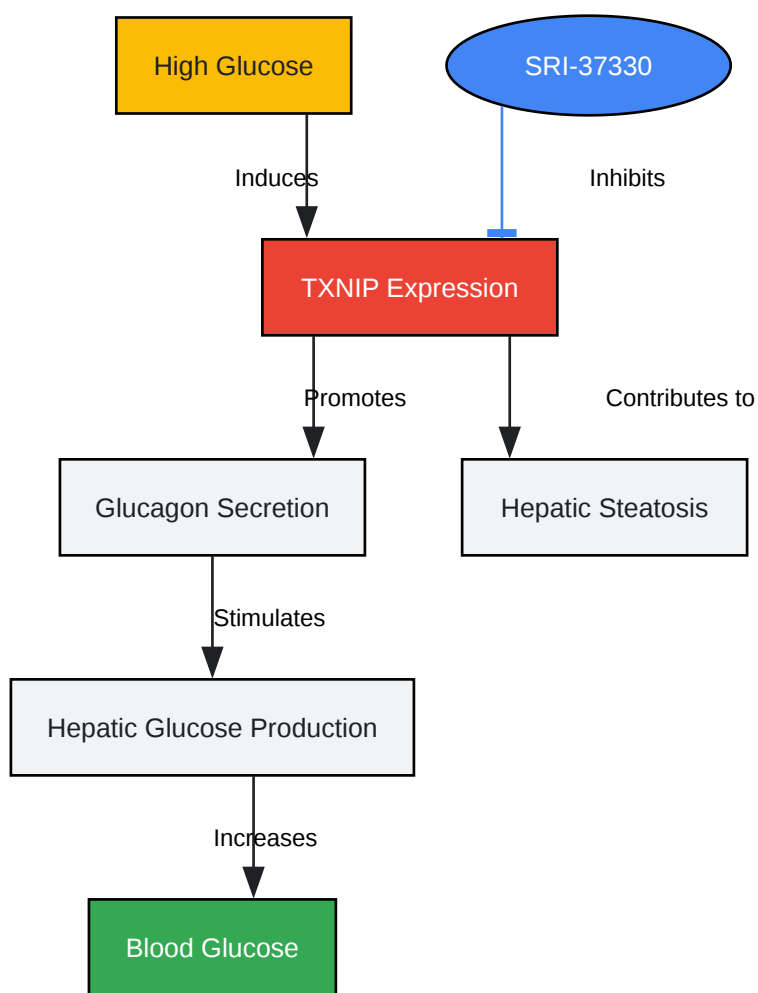 High Glucose
SRI-37330
Induces
Inhibits
TXNIP Expression
Promotes
Contributes to
Glucagon Secretion
Hepatic Steatosis
Stimulates
Hepatic Glucose Production
Increases
Blood Glucose